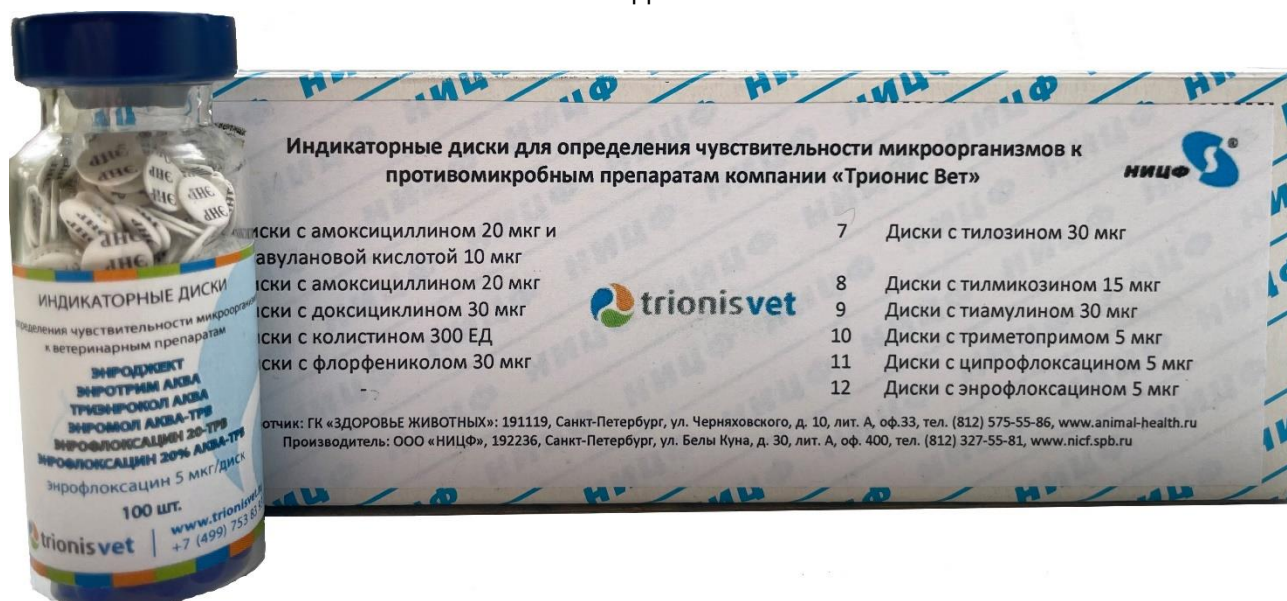 Индикаторные диски для определения чувствительности микроорганизмов к
противомикробным препаратам компании «Трионис Вет»
ницф
иски с амоксициллином 20 мкг и
авулановой кислотой 10 мкг
иски с амоксициллином 20 мкг
иски с доксициклином 30 мкг
иски с колистином 300 ЕД
иски с флорфениколом 30 мкг
-
trionisvet
7 Диски с тилозином 30 мкг
8 Диски с тилмикозином 15 мкг
9 Диски с тиамулином 30 мкг
10 Диски с триметопримом 5 мкг
11 Диски с ципрофлоксацином 5 мкг
12 Диски с энрофлоксацином 5 мкг
отчик: ГК «ЗДОРОВЬЕ ЖИВОТНЫХ»: 191119, Санкт-Петербург, ул. Черняховского, д. 10, лит. А, оф.33, тел. (812) 575-55-86, www.animal-health.ru
Производитель: ООО «НИЦФ», 192236, Санкт-Петербург, ул. Белы Куна, д. 30, лит. А, оф. 400, тел. (812) 327-55-81, www.nicf.spb.ru
ЭНР
ИНДИКАТОРНЫЕ ДИСКИ
определения чувствительности микроорганизм
к ветеринарным препаратам
ЭНРОДЖЕКТ
ЭНРОТРИМ АКВА
ТРИЭНРОКОЛ АКВА
ЭНРОМОЛ АКВА-ТРВ
ЭНРОФЛОКСАЦИН 20-ТРВ
ЭНРОФЛОКСАЦИН 20% АКВА-ТРВ
энрофлоксацин 5 мкг/диск
100 шт.
trionisvet
www.trionisvet
+7 (499) 753 83